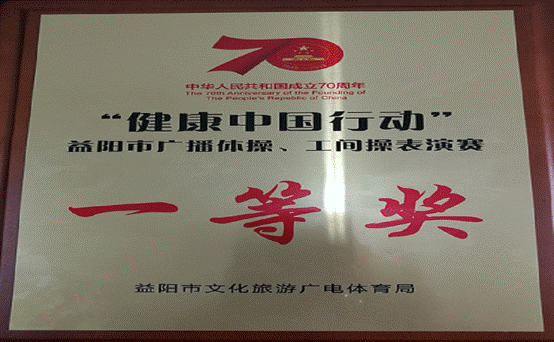 70
中华人民共和国成立70周年
The 70th Anniversary of the Founding of
The People's Republic of China
“健康中国行动”
益阳市广播体操、工间操表演赛
一等奖
益阳市文化旅游广电体育局